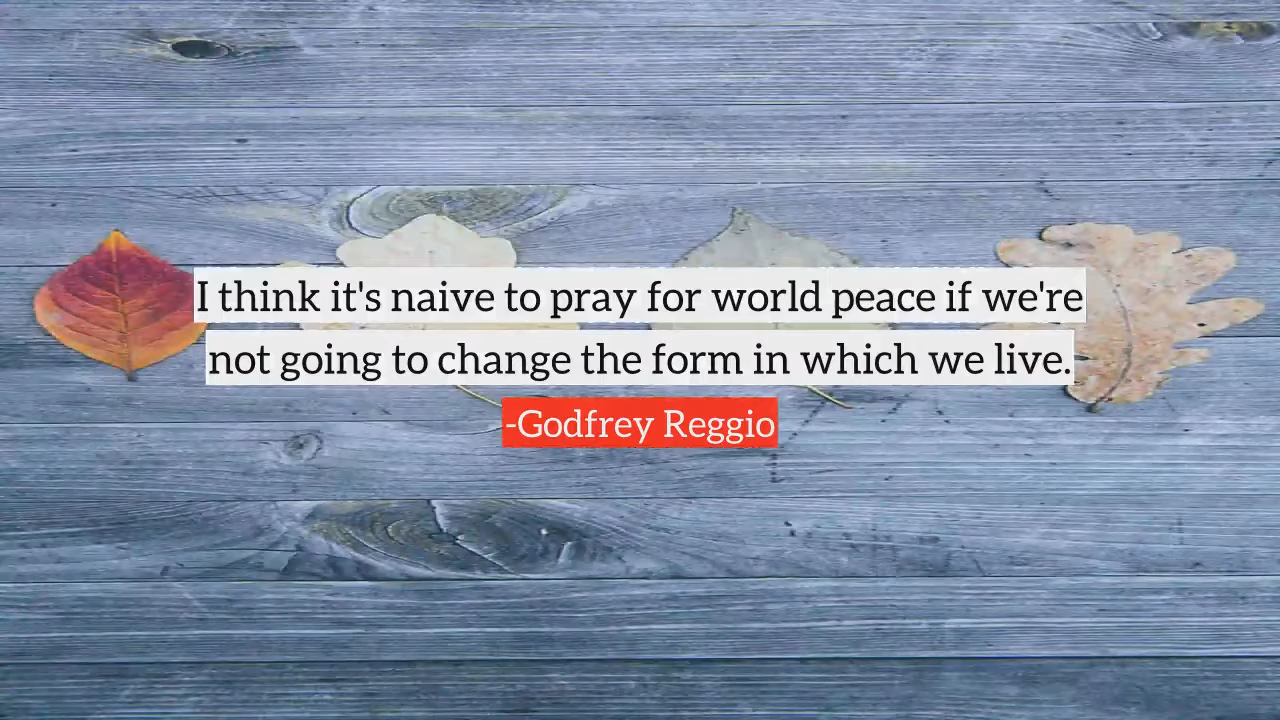 I think it's naive to pray for world peace if we're
not going to change the form in which we live.
-Godfrey Reggio